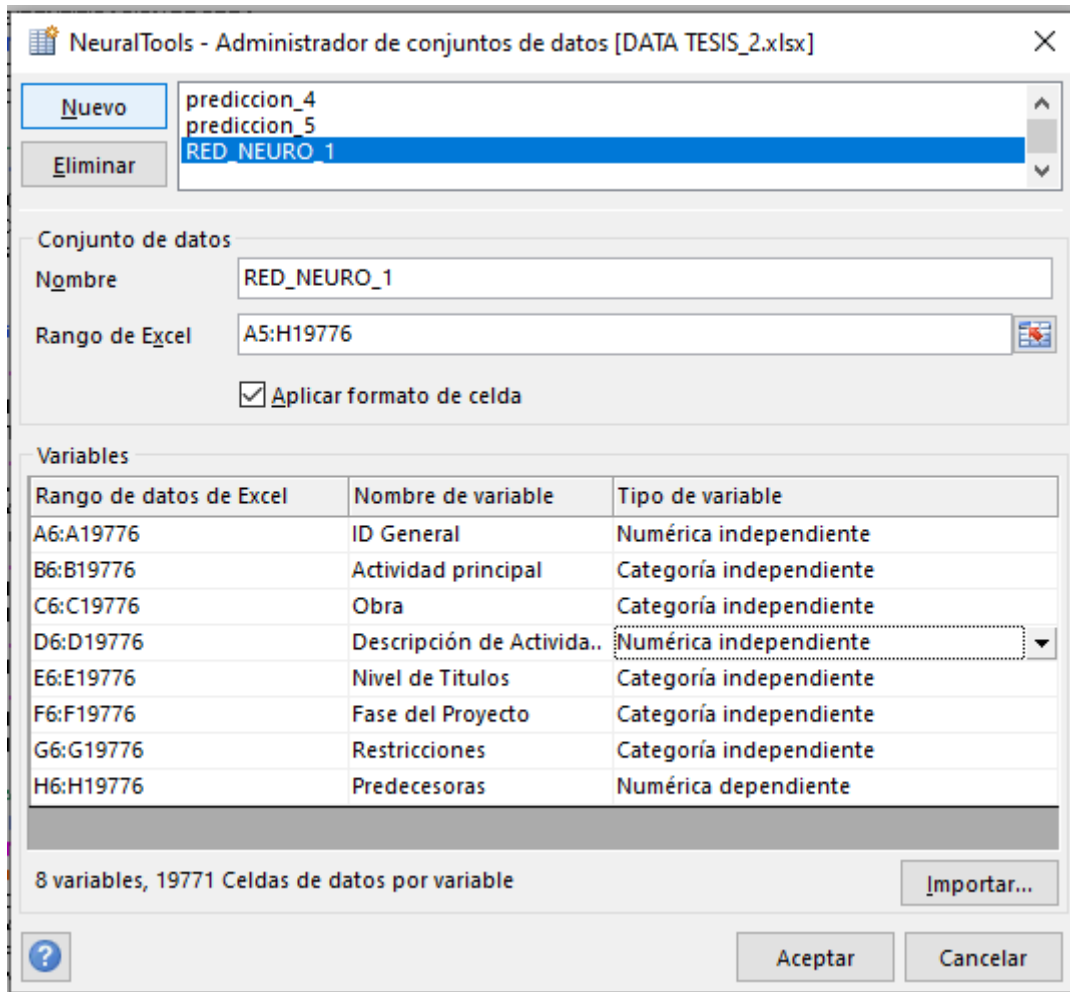 NeuralTools - Administrador de conjuntos de datos [DATA TESIS_2.xlsx]
Nuevo
Eliminar
prediccion_4
prediccion_5
RED_NEURO_1
Conjunto de datos
Nombre
RED_NEURO_1
Rango de Excel
A5:H19776
Aplicar formato de celda
Variables
Rango de datos de Excel Nombre de variable Tipo de variable
A6:A19776 ID General Numérica independiente
B6:B19776 Actividad principal Categoría independiente
C6:C19776 Obra Categoría independiente
D6:D19776 Descripción de Activida.. Numérica independiente
E6:E19776 Nivel de Titulos Categoría independiente
F6:F19776 Fase del Proyecto Categoría independiente
G6:G19776 Restricciones Categoría independiente
H6:H19776 Predecesoras Numérica dependiente
8 variables, 19771 Celdas de datos por variable
Importar...
?
Aceptar
Cancelar